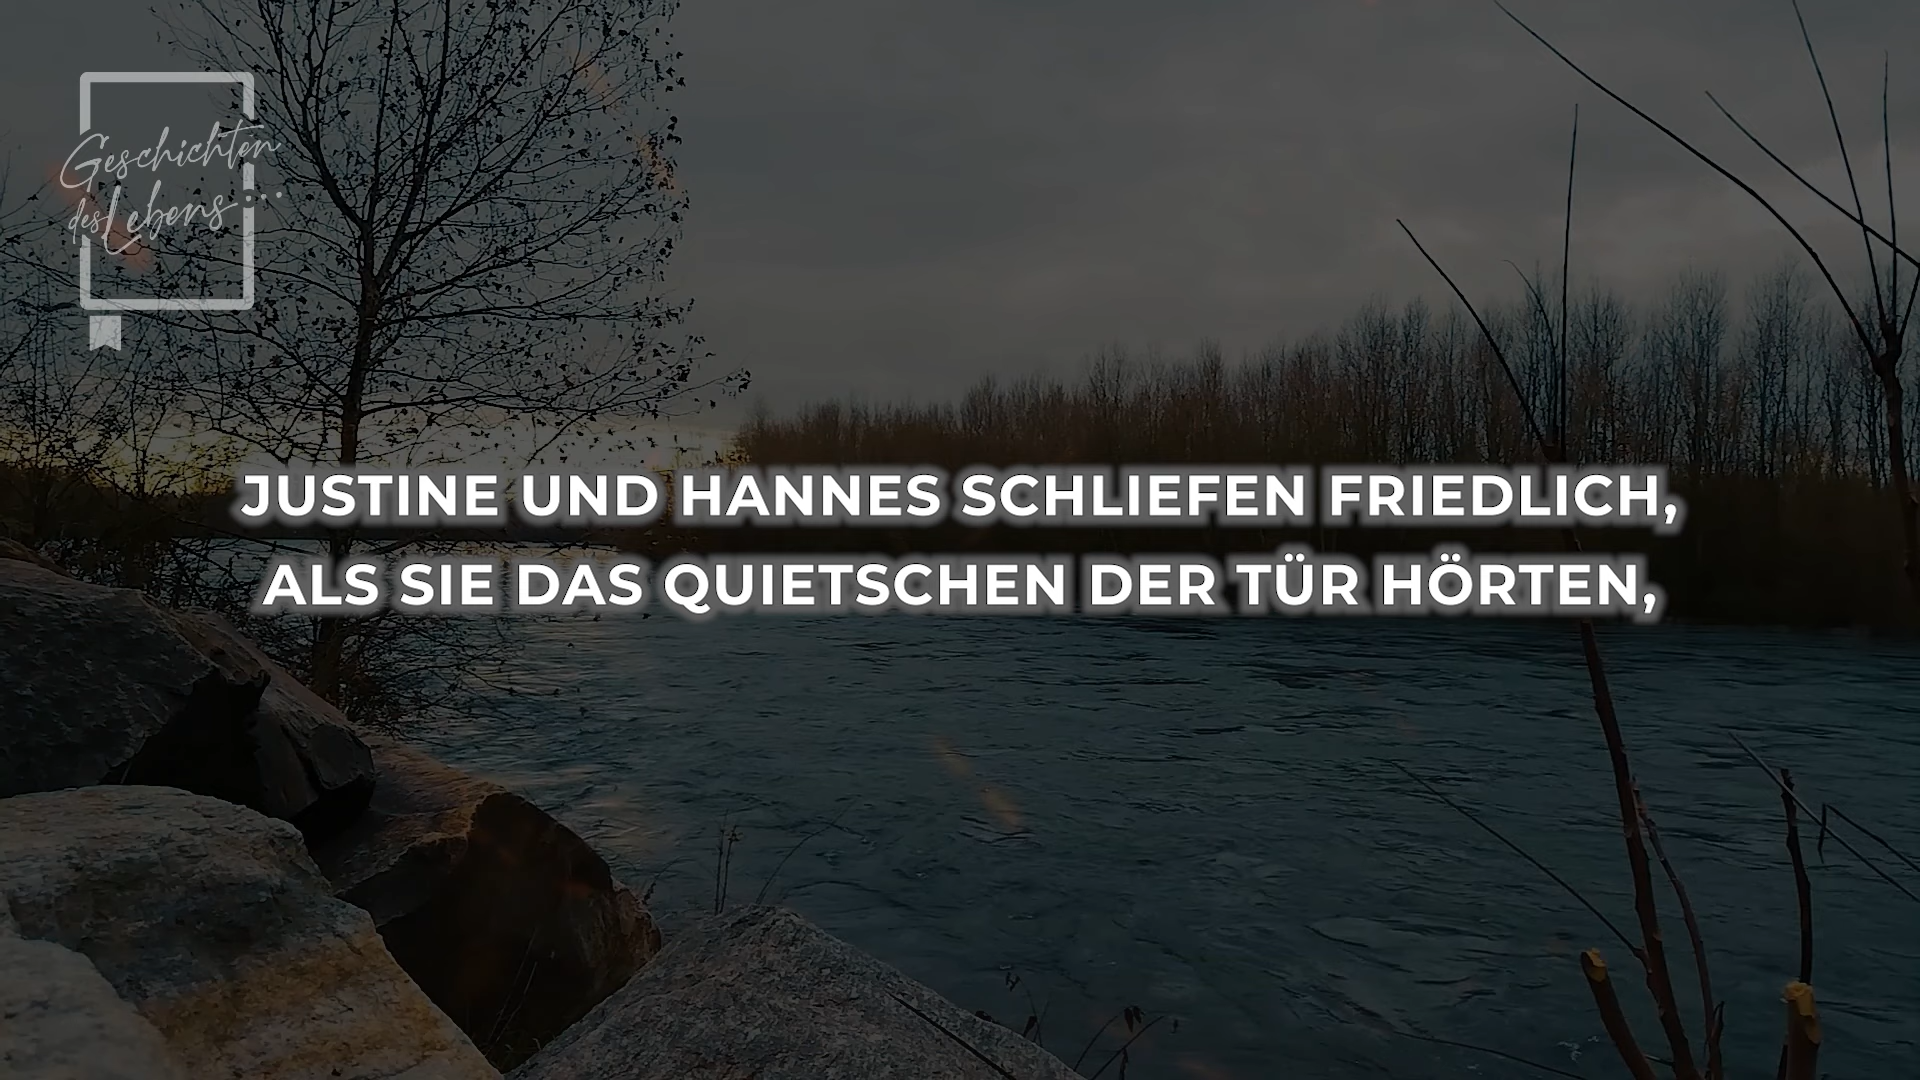 Geschichten
des Lebens...
JUSTINE UND HANNES SCHLIEFEN FRIEDLICH,
ALS SIE DAS QUIETSCHEN DER TÜR HÖRTEN,